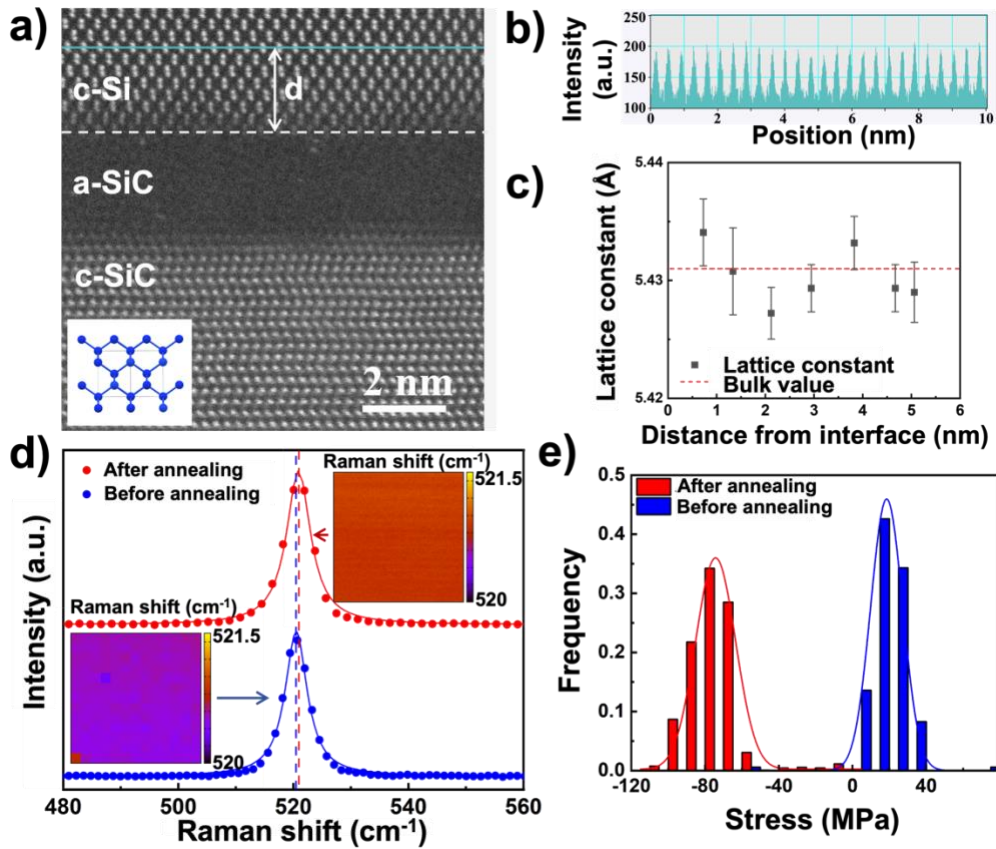 a)
c-Si
d
a-SiC
c-SiC
2 nm
b)
Intensity
(a.u.)
250
200
150
100
0 2 4 6 8 10
Position (nm)
c)
Lattice constant (Å)
5.44
5.43
5.42
Lattice constant
Bulk value
0 1 2 3 4 5 6
Distance from interface (nm)
d)
After annealing
Before annealing
Raman shift (cm-1)
521.5
520
Raman shift (cm-1)
521.5
520
Intensity (a.u.)
480 500 520 540 560
Raman shift (cm-1)
e)
After annealing
Before annealing
Frequency
0.5
0.4
0.3
0.2
0.1
0.0
-120 -80 -40 0 40
Stress (MPa)